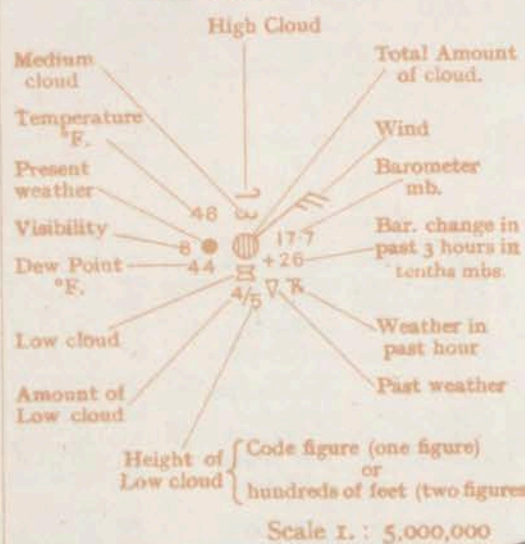 High Cloud
Medium
cloud
Total Amount
of cloud.
Temperature
°F.
Wind
Present
weather
Barometer
mb.
48
17·7
Visibility
8
Bar. change in
past 3 hours in
tenths mbs.
+26
Dew Point
°F.
44
4/5
Low cloud
Weather in
past hour
Amount of
Low cloud
Past weather
Height of
Low cloud
Code figure (one figure)
or
hundreds of feet (two figures
Scale 1. : 5,000,000